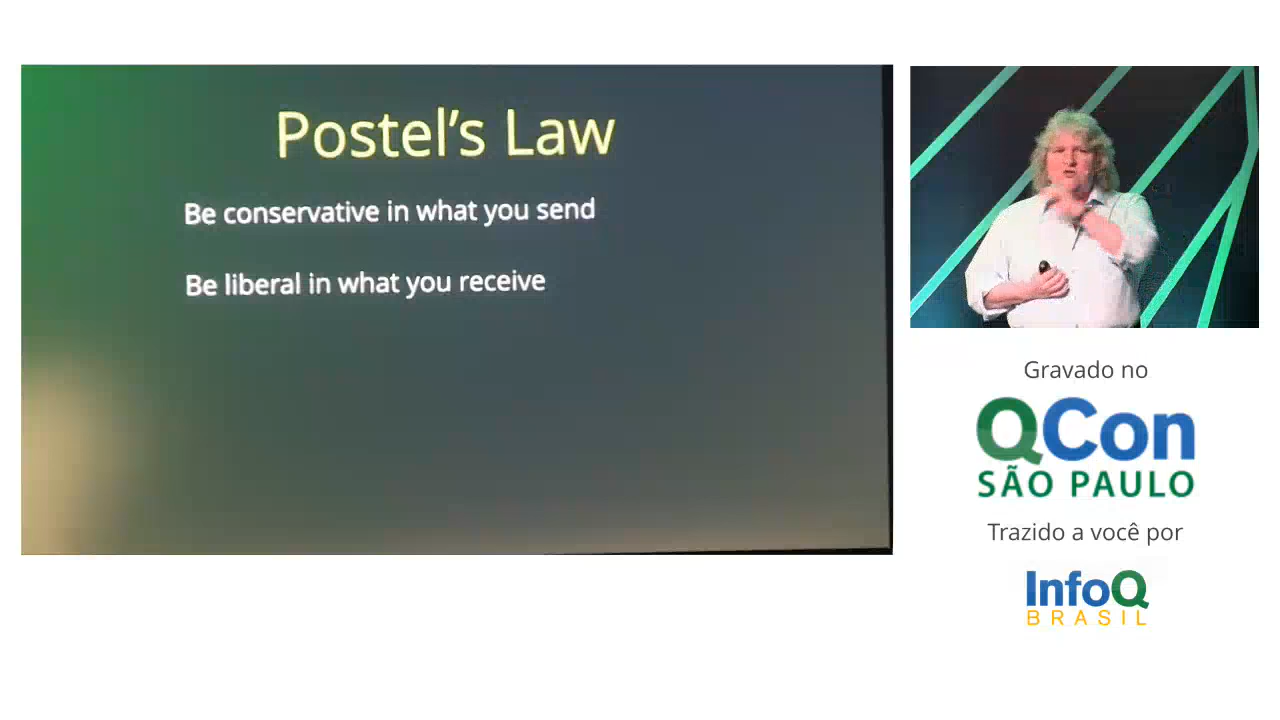 Postel's Law
Be conservative in what you send
Be liberal in what you receive
Gravado no
QCon
SÃO PAULO
Trazido a você por
InfoQ
BRASIL